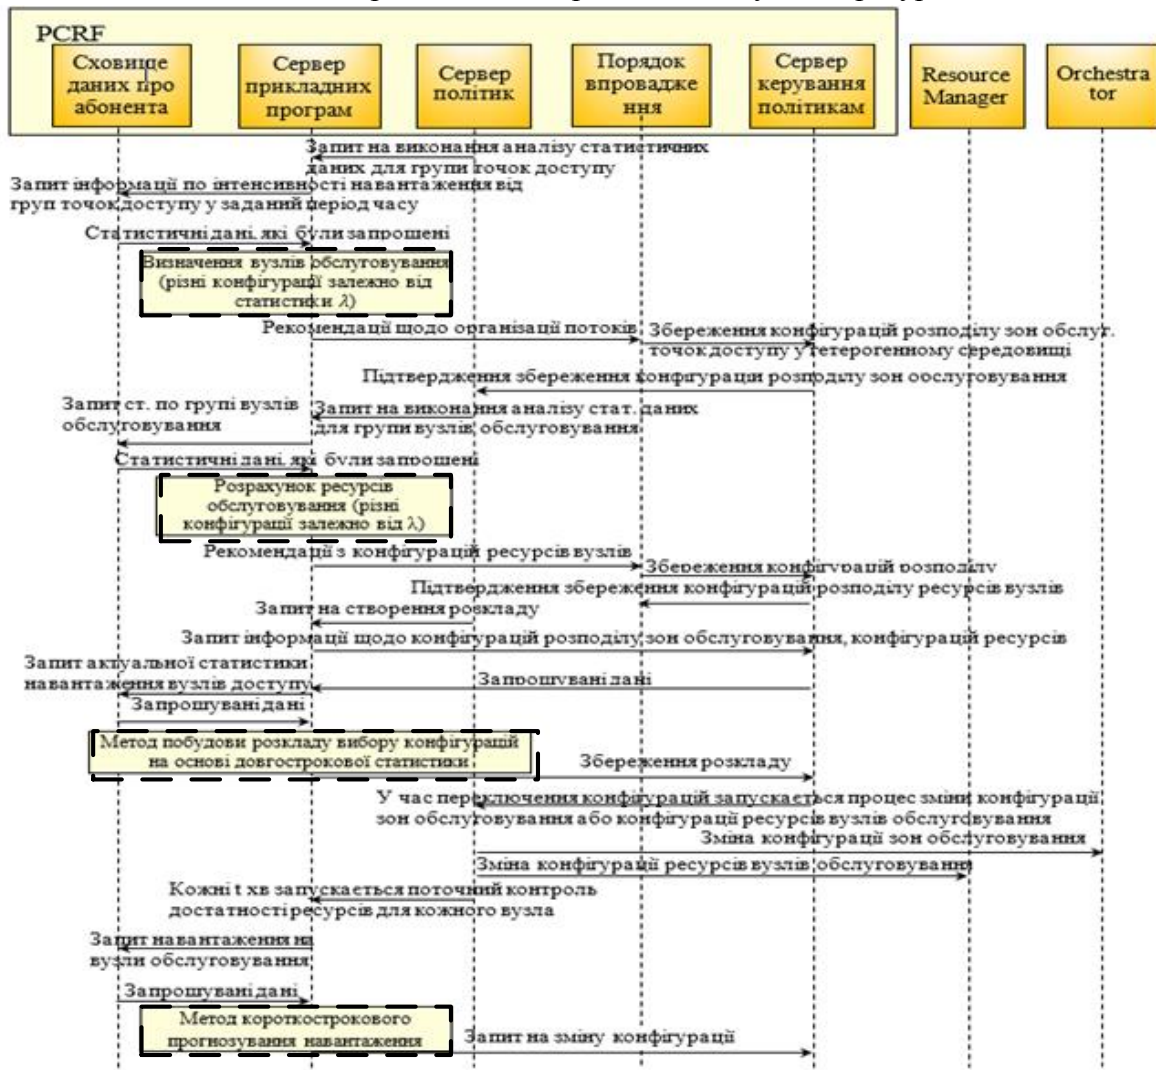 PCRF
Сховище
даних про
абонента
Сервер
прикладних
програм
Сервер
політик
Порядок
впровадже
ння
Сервер
керування
політикам
Resource
Manager
Orchestra
tor
Запит на виконання аналізу статистичних
даних для групи точок доступу
Запит інформації по інтенсивності навантаження від
груп точок доступу у заданий період часу
Статистичні дані, які були запрошені
Визначення вузлів обслуговування
(різні конфігурації залежно від
статистики λ)
Рекомендації щодо організації потоків
Збереження конфігурацій розподілу зон обслуг.
точок доступу у гетерогенному середовищі
Підтвердження збереження конфігурацій розподілу зон обслуговування
Запит ст. по групі вузлів
обслуговування
Запит на виконання аналізу стат. даних
для групи вузлів обслуговування
Статистичні дані, які були запрошені
Розрахунок ресурсів
обслуговування (різні
конфігурації залежно від λ)
Рекомендації з конфігурацій ресурсів вузлів
Збереження конфігурацій розподілу
Підтвердження збереження конфігурацій розподілу ресурсів вузлів
Запит на створення розкладу
Запит інформації щодо конфігурацій розподілу зон обслуговування, конфігурацій ресурсів
Запит актуальної статистики
навантаження вузлів доступу
Запрошувані дані
Запрошувані дані
Метод побудови розкладу вибору конфігурацій
на основі довгострокової статистики
Збереження розкладу
У час переключення конфігурацій запускається процес зміни конфігурації
зон обслуговування або конфігурації ресурсів вузлів обслуговування
Зміна конфігурації зон обслуговування
Зміна конфігурації ресурсів вузлів обслуговування
Кожні t хв запускається поточний контроль
достатності ресурсів для кожного вузла
Запит навантаження на
вузли обслуговування
Запрошувані дані
Метод короткострокового
прогнозування навантаження
Запит на зміну конфігурації